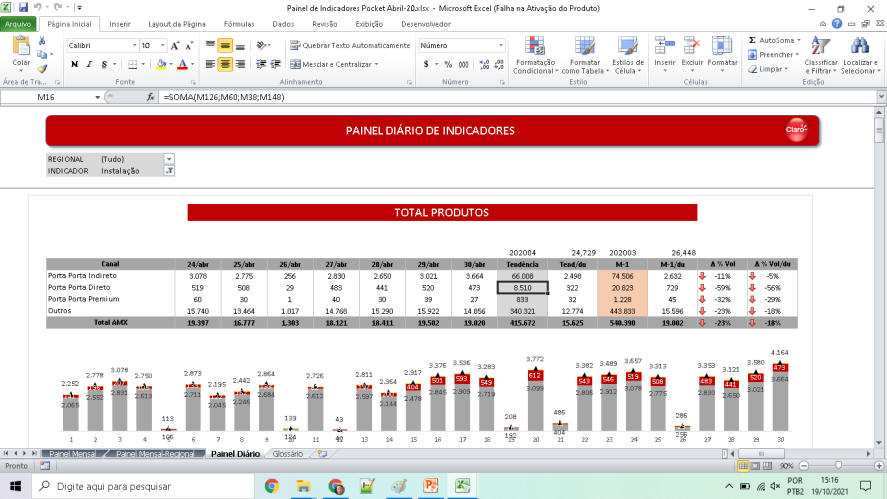 Painel de Indicadores Pocket Abril-20.xlsx - Microsoft Excel (Falha na Ativação do Produto)
Arquivo Página Inicial Inserir Layout da Página Fórmulas Dados Revisão Exibição Desenvolvedor
Calibri 10 Quebrar Texto Automaticamente Número AutoSoma
Colar N I S Mesclar e Centralizar $ % 000 Formatação Condicional Formatar como Tabela Estilos de Célula Inserir Excluir Formatar Preencher Limpar Classificar e Filtrar Localizar e Selecionar
Área de Tra... Fonte Alinhamento Número Estilo Células Edição
M16 fx =SOMA(M126;M60;M38;M148)
PAINEL DIÁRIO DE INDICADORES
Claro
REGIONAL (Tudo)
INDICADOR Instalação
TOTAL PRODUTOS
202004 24,729 202003 26,448
Canal 24/abr 25/abr 26/abr 27/abr 28/abr 29/abr 30/abr Tendência Tend/du M-1 M-1/du Δ % Vol Δ % Vol/du
Porta Porta Indireto 3.078 2.775 256 2.830 2.650 3.021 3.664 66.008 2.498 74.506 2.632 -11% -5%
Porta Porta Direto 519 508 29 483 441 520 473 8.510 322 20.823 729 -59% -56%
Porta Porta Premium 60 30 1 40 30 39 27 833 32 1.228 45 -32% -29%
Outros 15.740 13.464 1.017 14.768 15.290 15.922 14.856 340.321 12.774 443.833 15.596 -23% -18%
Total AMX 19.397 16.777 1.303 18.121 18.411 19.502 19.020 415.672 15.625 540.390 19.002 -23% -18%
2.252 2.778 3.078 2.750 113 2.873 2.195 2.442 2.864 139 2.726 43 2.811 2.364 2.917 3.376 3.536 3.283 208 3.772 486 3.382 3.489 3.657 3.313 286 3.353 3.121 3.580 4.164
404 501 593 549 612 543 546 519 508 483 441 520 473
2.065 2.552 2.831 2.613 106 2.711 2.045 2.246 2.684 124 2.612 40 2.597 2.144 2.478 2.845 2.909 2.719 192 3.099 404 2.805 2.912 3.078 2.775 256 2.830 2.650 3.021 3.664
1 2 3 4 5 6 7 8 9 10 11 12 13 14 15 16 17 18 19 20 21 22 23 24 25 26 27 28 29 30
Painel Mensal Painel Mensal-Regional Painel Diário Glossário
Pronto 90%
Digite aqui para pesquisar
POR 15:16
PTB2 19/10/2021